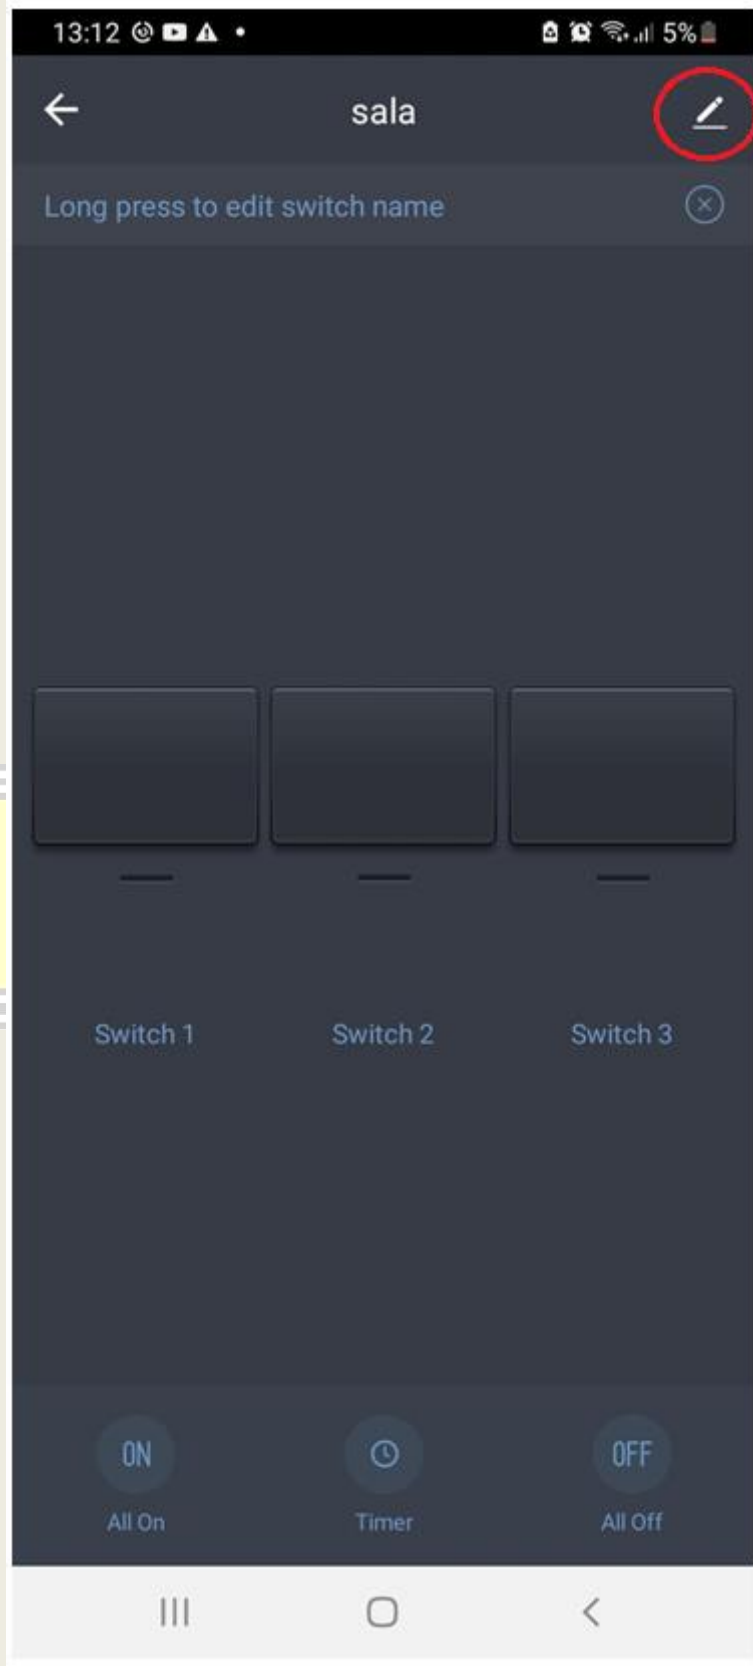 13:12 5%
sala
Long press to edit switch name
Switch 1 Switch 2 Switch 3
ON OFF
All On Timer All Off